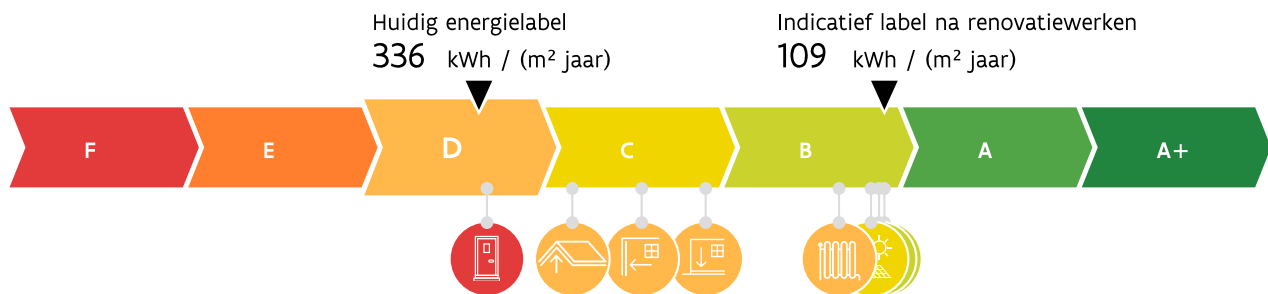 Huidig energielabel
336 kWh / (m² jaar)
Indicatief label na renovatiewerken
109 kWh / (m² jaar)
F E D C B A A+